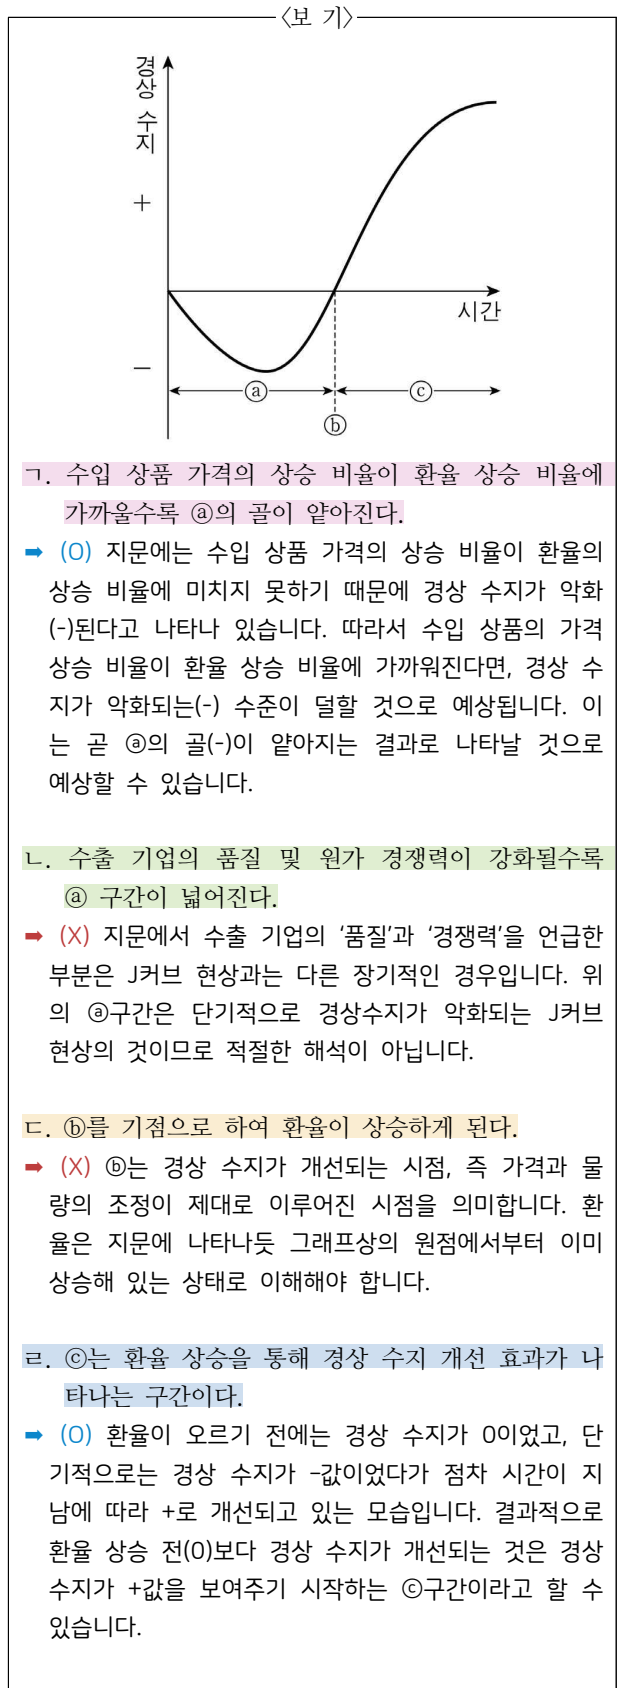 〈보 기〉
경상 수지
+
시간
−
ⓐ
ⓒ
ⓑ
ㄱ. 수입 상품 가격의 상승 비율이 환율 상승 비율에
가까울수록 ⓐ의 골이 얕아진다.
➡ (O) 지문에는 수입 상품 가격의 상승 비율이 환율의
상승 비율에 미치지 못하기 때문에 경상 수지가 악화
(-)된다고 나타나 있습니다. 따라서 수입 상품의 가격
상승 비율이 환율 상승 비율에 가까워진다면, 경상 수
지가 악화되는(-) 수준이 덜할 것으로 예상됩니다. 이
는 곧 ⓐ의 골(-)이 얕아지는 결과로 나타날 것으로
예상할 수 있습니다.
ㄴ. 수출 기업의 품질 및 원가 경쟁력이 강화될수록
ⓐ 구간이 넓어진다.
➡ (X) 지문에서 수출 기업의 ‘품질’과 ‘경쟁력’을 언급한
부분은 J커브 현상과는 다른 장기적인 경우입니다. 위
의 ⓐ구간은 단기적으로 경상수지가 악화되는 J커브
현상의 것이므로 적절한 해석이 아닙니다.
ㄷ. ⓑ를 기점으로 하여 환율이 상승하게 된다.
➡ (X) ⓑ는 경상 수지가 개선되는 시점, 즉 가격과 물
량의 조정이 제대로 이루어진 시점을 의미합니다. 환
율은 지문에 나타나듯 그래프상의 원점에서부터 이미
상승해 있는 상태로 이해해야 합니다.
ㄹ. ⓒ는 환율 상승을 통해 경상 수지 개선 효과가 나
타나는 구간이다.
➡ (O) 환율이 오르기 전에는 경상 수지가 0이었고, 단
기적으로는 경상 수지가 -값이었다가 점차 시간이 지
남에 따라 +로 개선되고 있는 모습입니다. 결과적으로
환율 상승 전(0)보다 경상 수지가 개선되는 것은 경상
수지가 +값을 보여주기 시작하는 ⓒ구간이라고 할 수
있습니다.